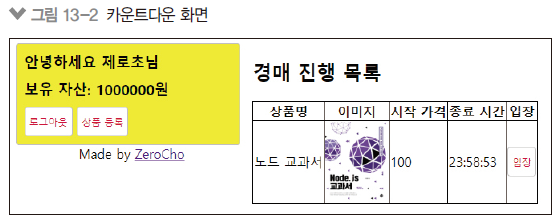 그림 13-2 카운트다운 화면
안녕하세요 제로초님
보유 자산: 1000000원
로그아웃 상품 등록
Made by ZeroCho
경매 진행 목록
상품명 이미지 시작 가격 종료 시간 입장
노드 교과서 Node.js 교과서 100 23:58:53 입장